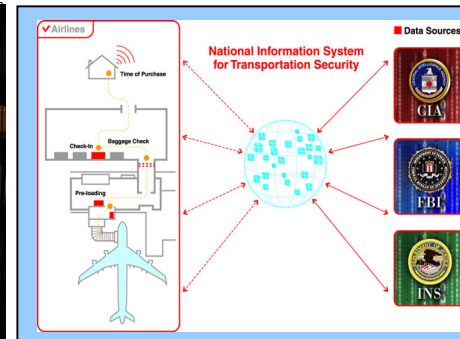 ✓Airlines
National Information System
for Transportation Security
Data Sources
Time of Purchase
Baggage Check
Check-In
Pre-loading
CIA
FBI
INS